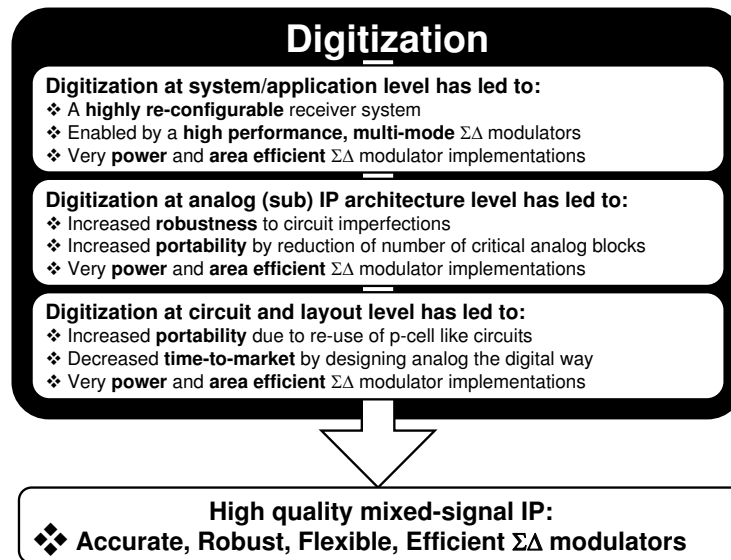 Digitization
Digitization at system/application level has led to:
❖ A highly re-configurable receiver system
❖ Enabled by a high performance, multi-mode ΣΔ modulators
❖ Very power and area efficient ΣΔ modulator implementations
Digitization at analog (sub) IP architecture level has led to:
❖ Increased robustness to circuit imperfections
❖ Increased portability by reduction of number of critical analog blocks
❖ Very power and area efficient ΣΔ modulator implementations
Digitization at circuit and layout level has led to:
❖ Increased portability due to re-use of p-cell like circuits
❖ Decreased time-to-market by designing analog the digital way
❖ Very power and area efficient ΣΔ modulator implementations
High quality mixed-signal IP:
❖ Accurate, Robust, Flexible, Efficient ΣΔ modulators